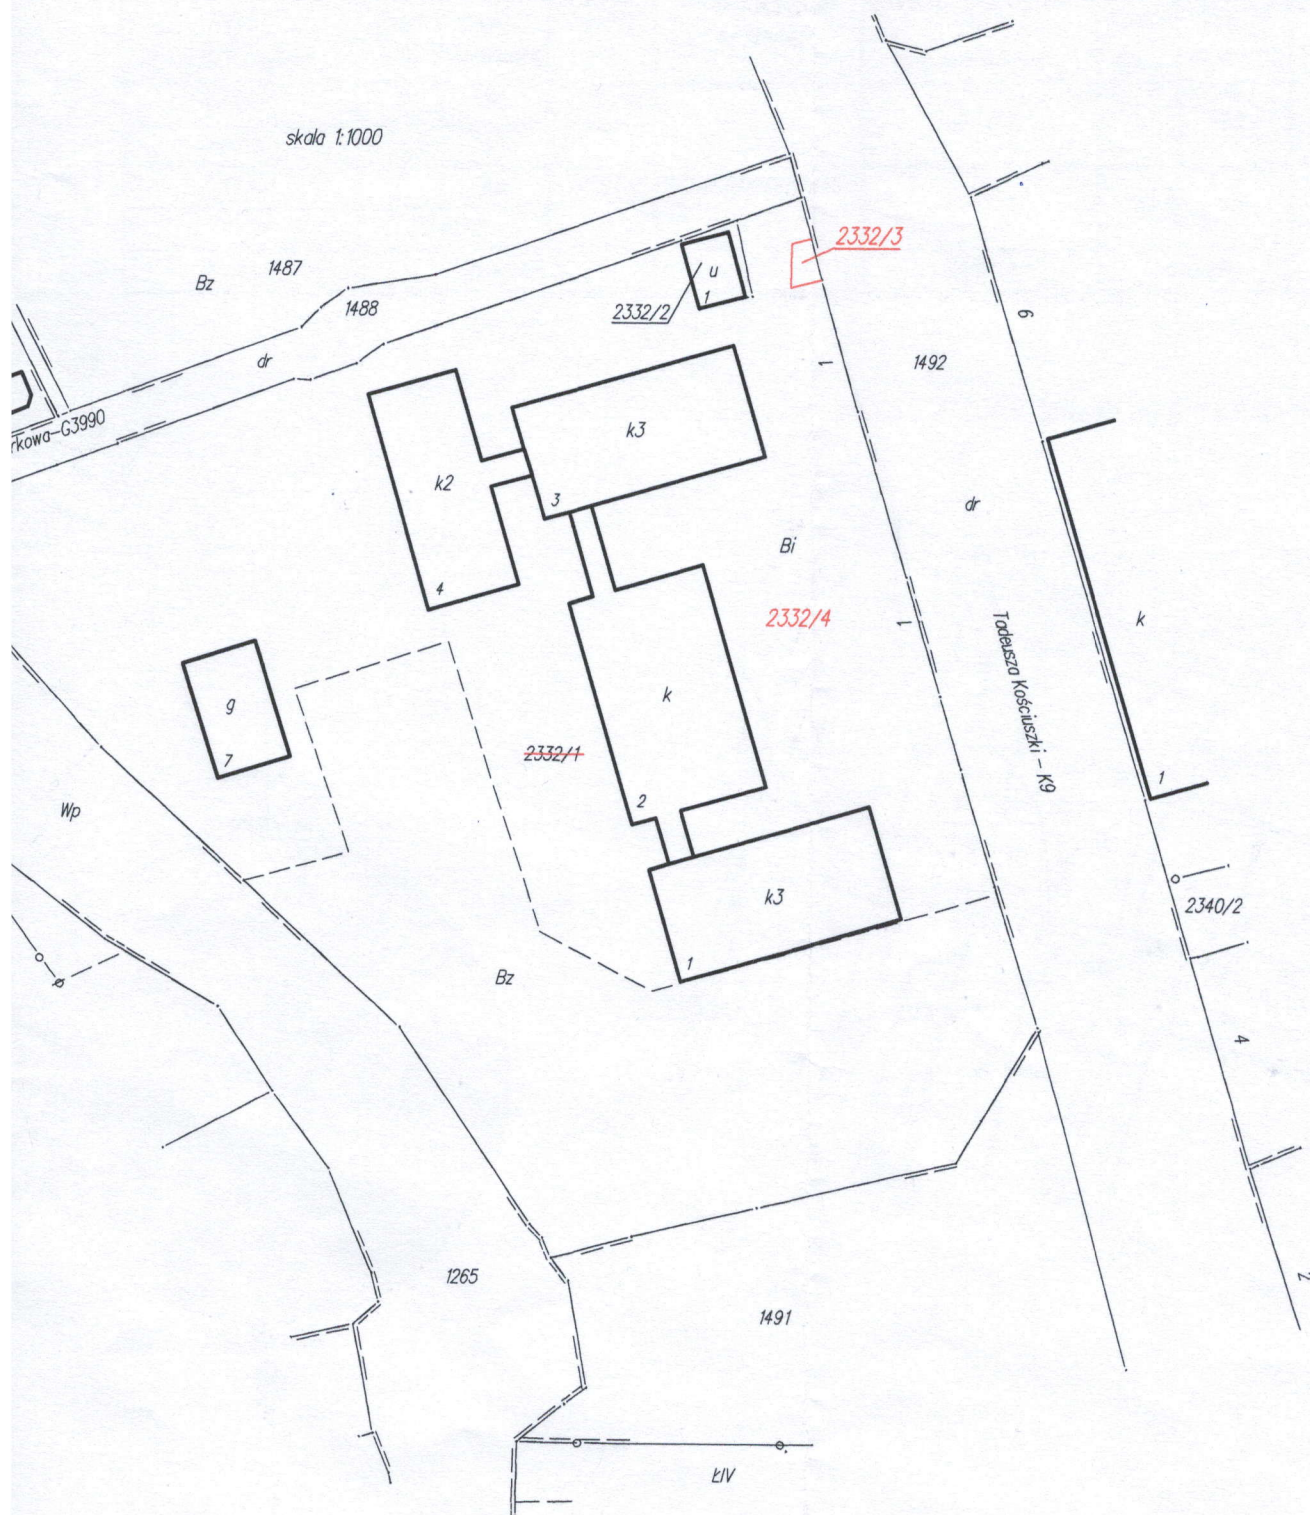 skala 1:1000
2332/3
Bz
1487
1488
u
1
2332/2
6
dr
1
1492
rkowa-G3990
k3
k2
3
dr
Bi
4
2332/4
1
Tadeusza Kościuszki - K9
k
g
k
7
2332/1
2
1
Wp
k3
2340/2
1
Bz
4
1265
2
1491
ŁIV